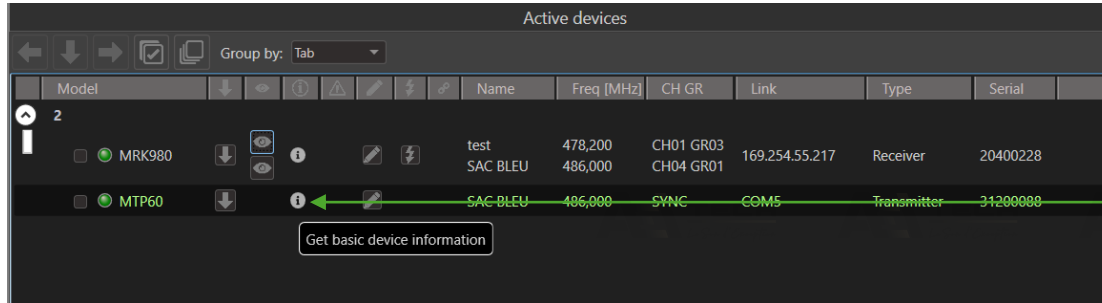 Active devices
Group by: Tab
Model Name Freq [MHz] CH GR Link Type Serial
2
MRK980 test 478,200 CH01 GR03 169.254.55.217 Receiver 20400228
SAC BLEU 486,000 CH04 GR01
MTP60 SAC BLEU 486,000 SYNC COM5 Transmitter 31200088
Get basic device information